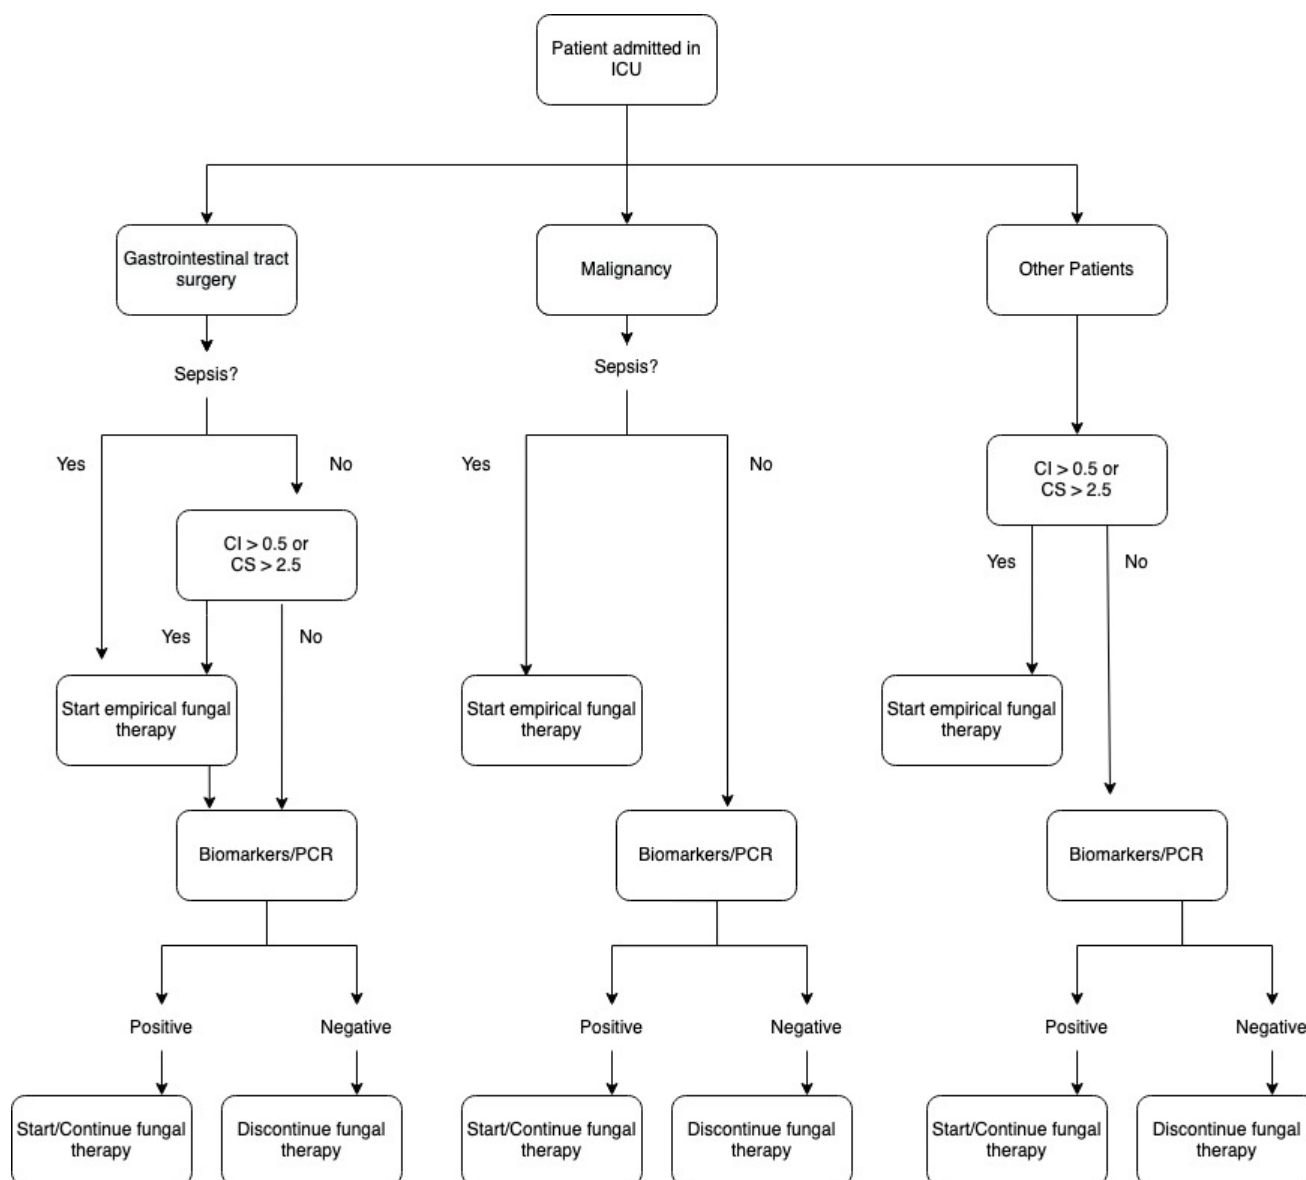 Patient admitted in
ICU
Gastrointestinal tract
surgery
Malignancy
Other Patients
Sepsis?
Sepsis?
Yes
No
Yes
No
CI > 0.5 or
CS > 2.5
CI > 0.5 or
CS > 2.5
Yes
No
Yes
No
Start empirical fungal
therapy
Start empirical fungal
therapy
Start empirical fungal
therapy
Biomarkers/PCR
Biomarkers/PCR
Biomarkers/PCR
Positive
Negative
Positive
Negative
Positive
Negative
Start/Continue fungal
therapy
Discontinue fungal
therapy
Start/Continue fungal
therapy
Discontinue fungal
therapy
Start/Continue fungal
therapy
Discontinue fungal
therapy